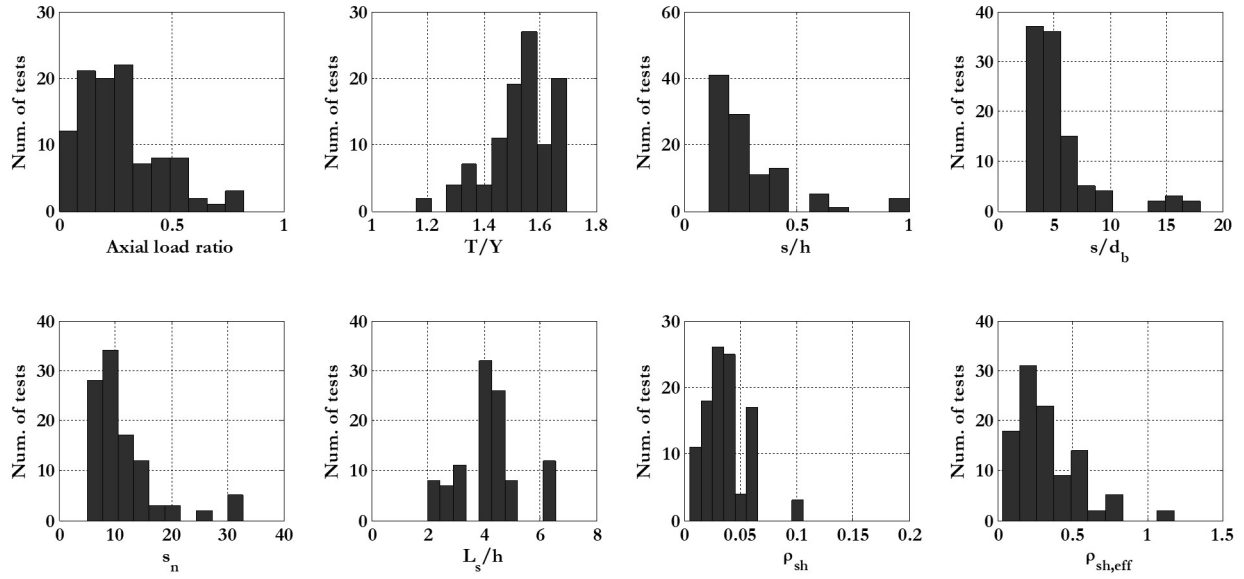 30
20
10
0
Num. of tests
0 0.5 1
Axial load ratio
30
20
10
0
Num. of tests
1 1.2 1.4 1.6 1.8
T/Y
60
40
20
0
Num. of tests
0 0.5 1
s/h
40
30
20
10
0
Num. of tests
0 5 10 15 20
s/d_b
40
30
20
10
0
Num. of tests
0 10 20 30 40
s_n
40
30
20
10
0
Num. of tests
0 2 4 6 8
L_s/h
30
20
10
0
Num. of tests
0 0.05 0.1 0.15 0.2
ρ_sh
40
30
20
10
0
Num. of tests
0 0.5 1 1.5
ρ_sh,eff